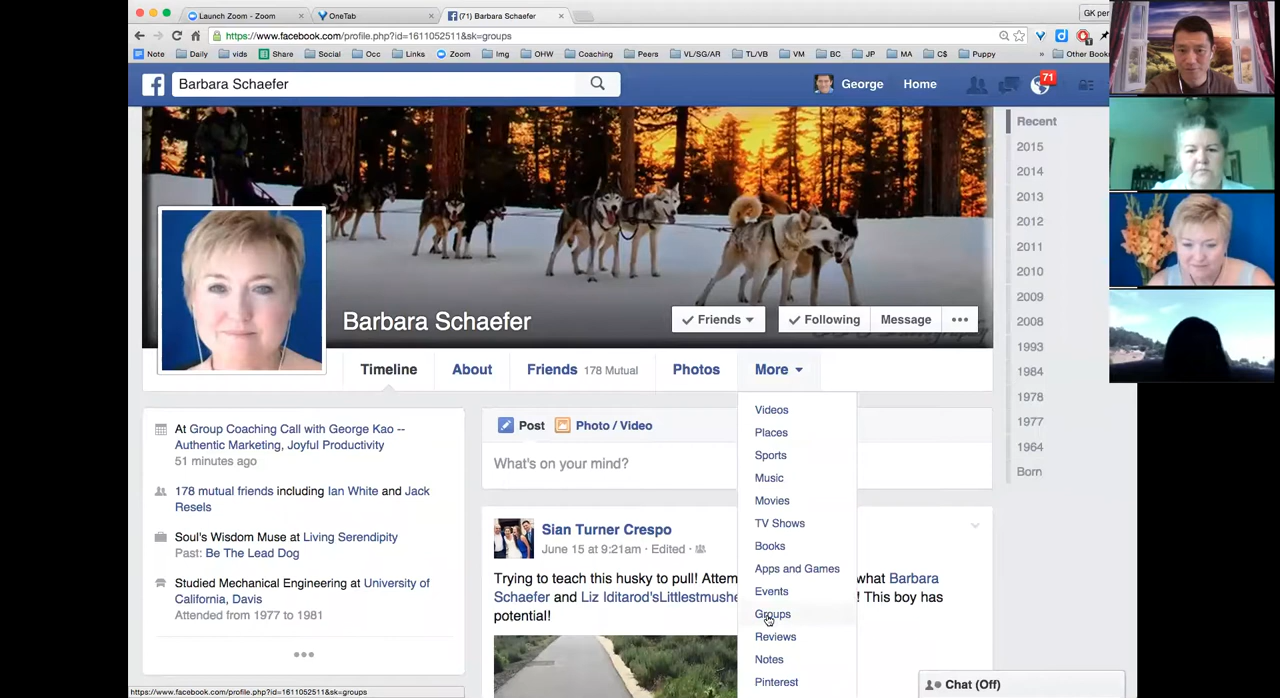 Launch Zoom - Zoom
OneTab
(71) Barbara Schaefer
GK per
https://www.facebook.com/profile.php?id=1611052511&sk=groups
Note Daily vids Share Social Occ Links Zoom Img OHW Coaching Peers VL/SG/AR TL/VB VM BC JP MA C$ Puppy » Other Book
Barbara Schaefer
George
Home
71
Recent
2015
2014
2013
2012
2011
2010
2009
2008
1993
1984
1978
1977
1964
Born
Barbara Schaefer
Friends
Following
Message
Timeline
About
Friends 178 Mutual
Photos
More
Videos
Places
Sports
Music
Movies
TV Shows
Books
Apps and Games
Events
Groups
Reviews
Notes
Pinterest
At Group Coaching Call with George Kao --
Authentic Marketing, Joyful Productivity
51 minutes ago
178 mutual friends including Ian White and Jack
Resels
Soul's Wisdom Muse at Living Serendipity
Past: Be The Lead Dog
Studied Mechanical Engineering at University of
California, Davis
Attended from 1977 to 1981
Post
Photo / Video
What's on your mind?
Sian Turner Crespo
June 15 at 9:21am · Edited ·
Trying to teach this husky to pull! Attem what Barbara
Schaefer and Liz Iditarod'sLittlestmushe ! This boy has
potential!
Chat (Off)
https://www.facebook.com/profile.php?id=1611052511&sk=groups